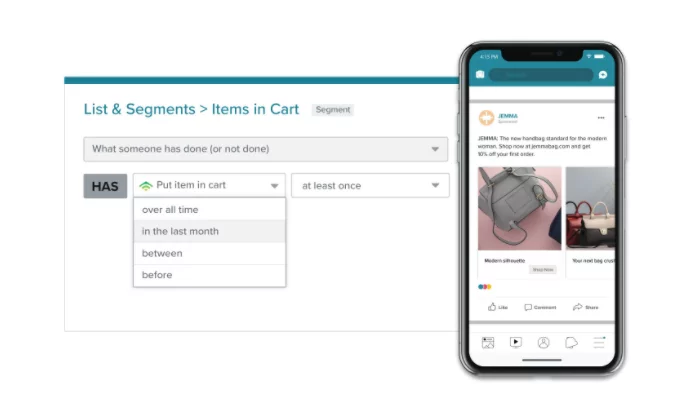 List & Segments > Items in Cart Segment
What someone has done (or not done)
HAS Put item in cart at least once
over all time
in the last month
between
before
4:15 PM
JEMMA
JEMMA: The new handbag standard for the modern
woman. Shop now at jemmabag.com and get
10% off your first order.
Modern silhouette
Shop Now
Your next bag crush
Like Comment Share